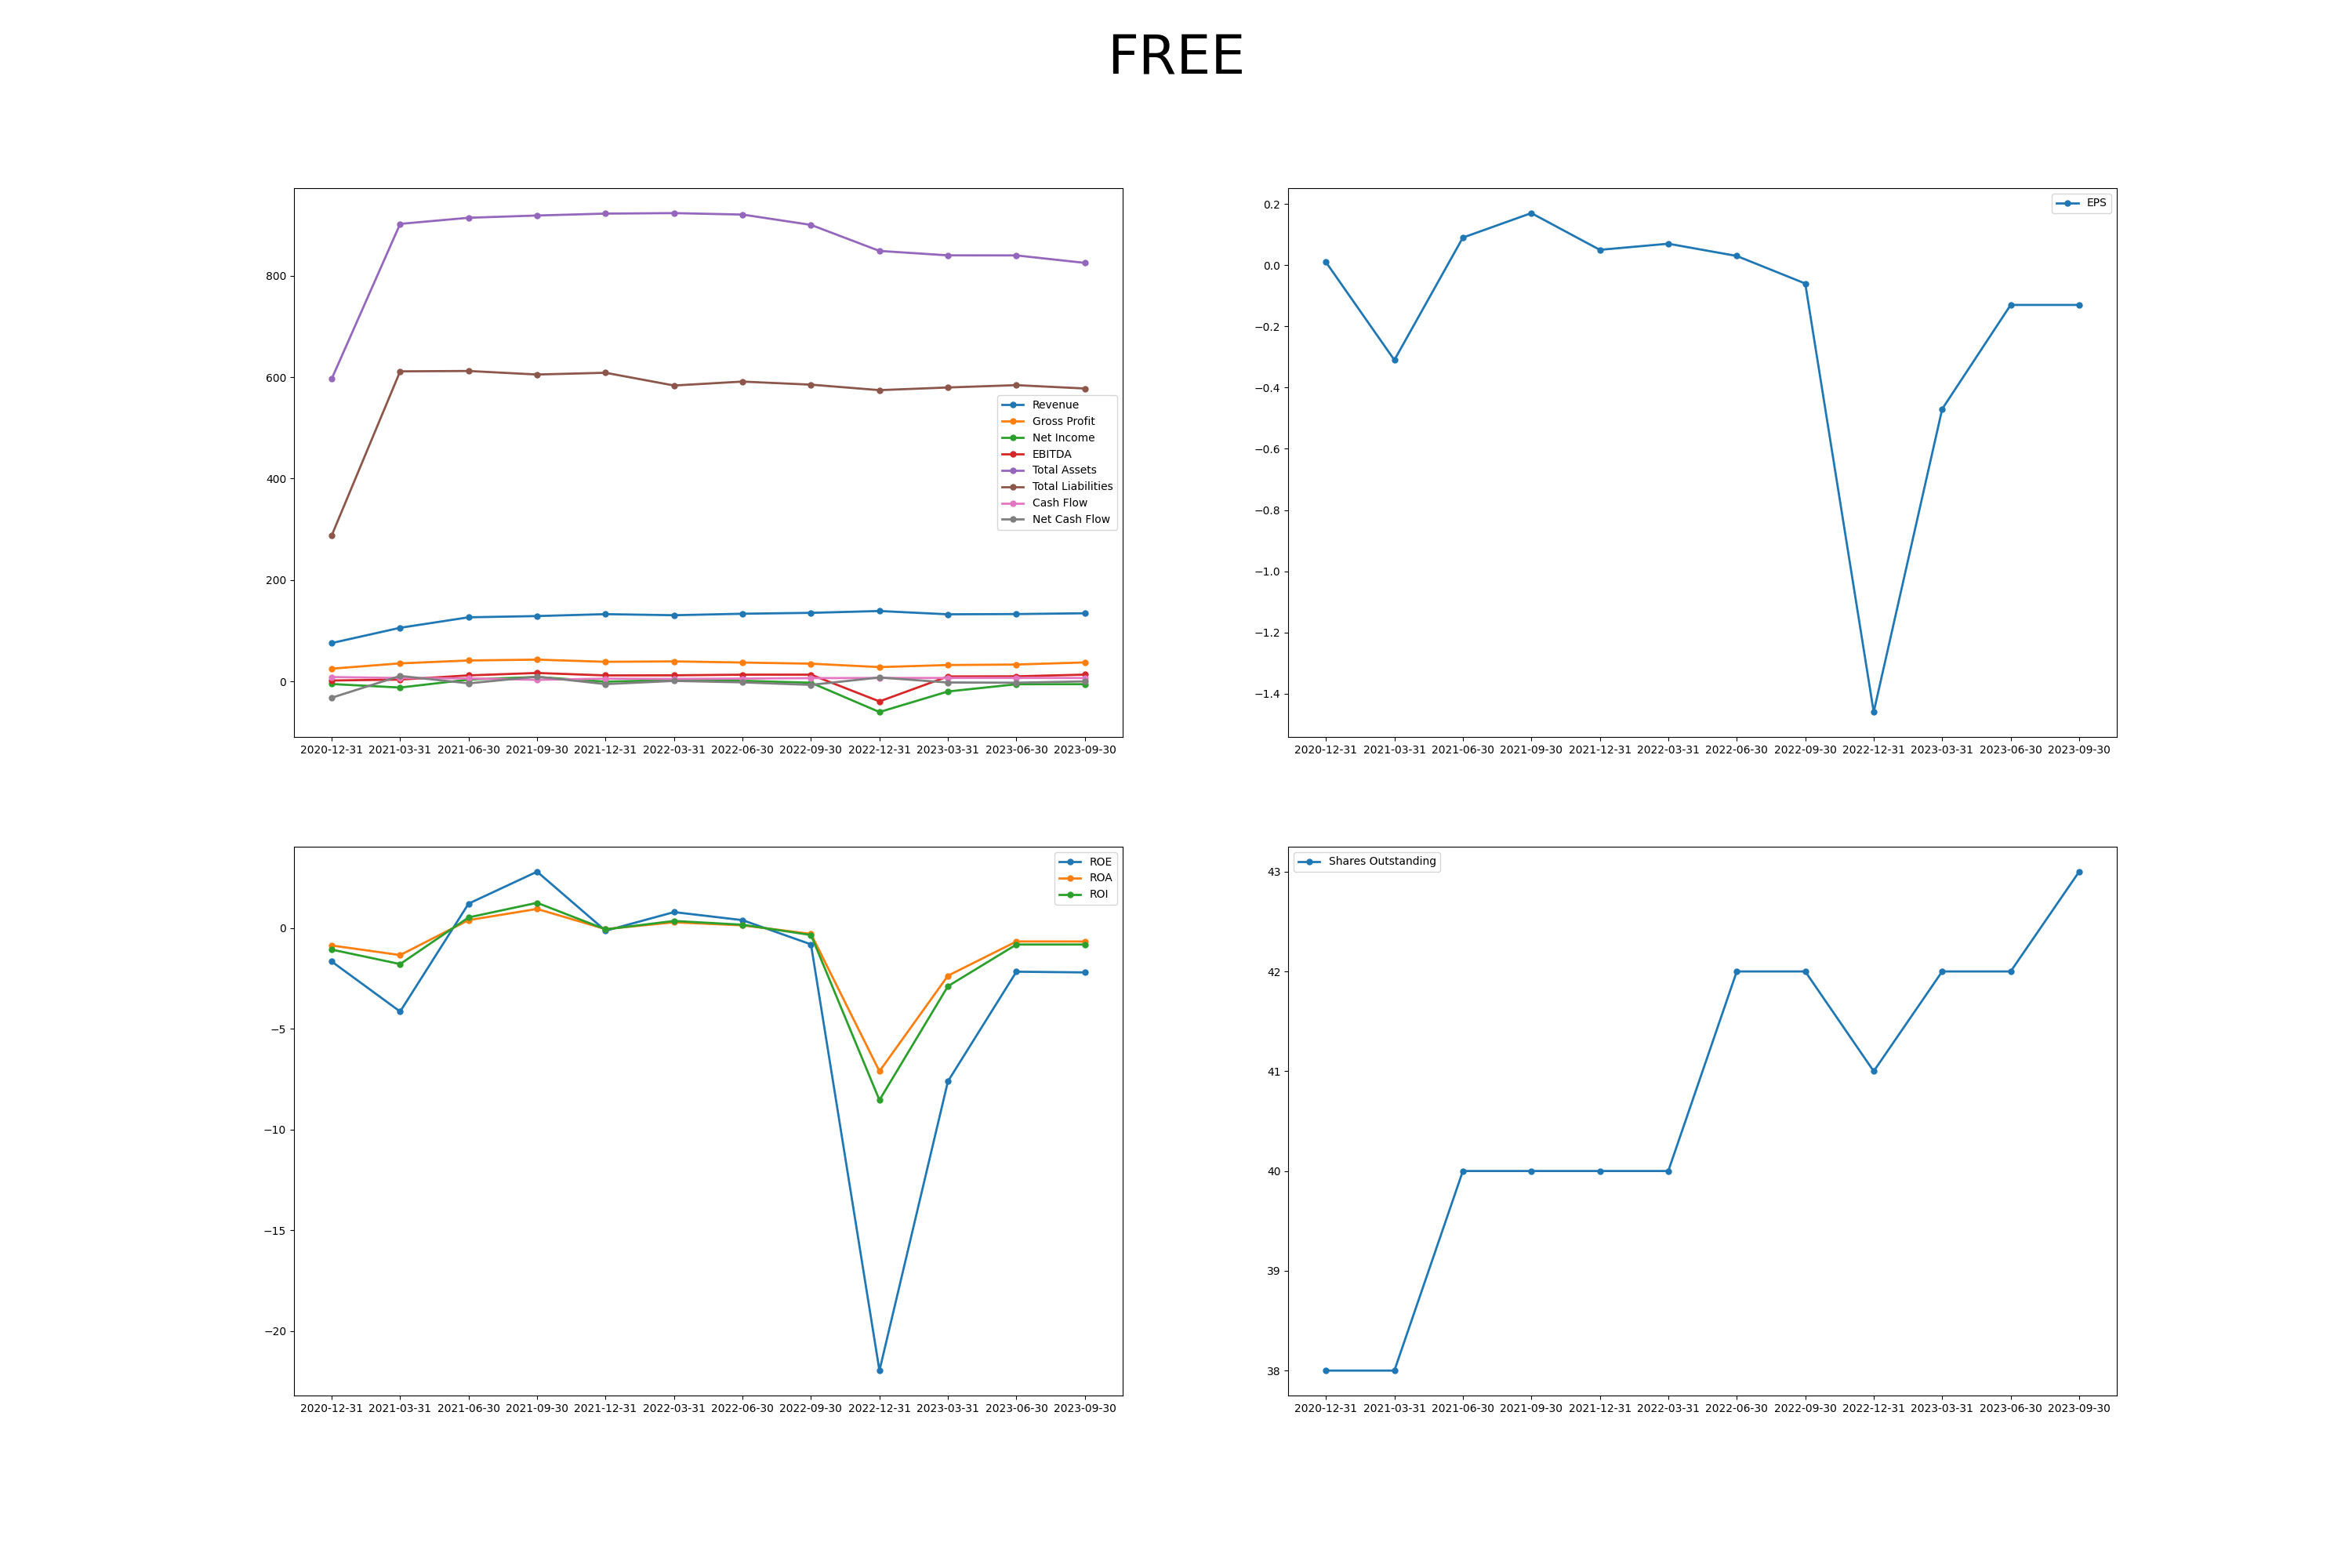 FREE
800
600
400
200
0
Revenue
Gross Profit
Net Income
EBITDA
Total Assets
Total Liabilities
Cash Flow
Net Cash Flow
2020-12-31 2021-03-31 2021-06-30 2021-09-30 2021-12-31 2022-03-31 2022-06-30 2022-09-30 2022-12-31 2023-03-31 2023-06-30 2023-09-30
EPS
0.2
0.0
−0.2
−0.4
−0.6
−0.8
−1.0
−1.2
−1.4
2020-12-31 2021-03-31 2021-06-30 2021-09-30 2021-12-31 2022-03-31 2022-06-30 2022-09-30 2022-12-31 2023-03-31 2023-06-30 2023-09-30
ROE
ROA
ROI
0
−5
−10
−15
−20
2020-12-31 2021-03-31 2021-06-30 2021-09-30 2021-12-31 2022-03-31 2022-06-30 2022-09-30 2022-12-31 2023-03-31 2023-06-30 2023-09-30
Shares Outstanding
43
42
41
40
39
38
2020-12-31 2021-03-31 2021-06-30 2021-09-30 2021-12-31 2022-03-31 2022-06-30 2022-09-30 2022-12-31 2023-03-31 2023-06-30 2023-09-30